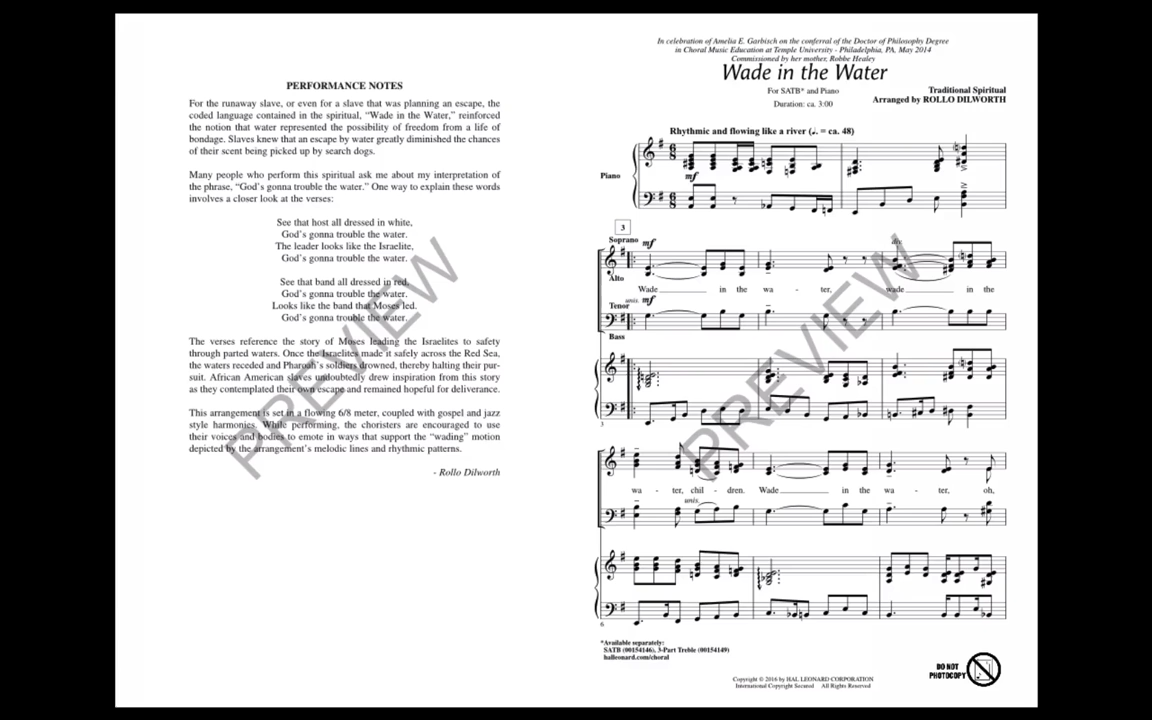 PERFORMANCE NOTES
For the runaway slave, or even for a slave that was planning an escape, the
coded language contained in the spiritual, “Wade in the Water,” reinforced
the notion that water represented the possibility of freedom from a life of
bondage. Slaves knew that an escape by water greatly diminished the chances
of their scent being picked up by search dogs.
Many people who perform this spiritual ask me about my interpretation of
the phrase, “God’s gonna trouble the water.” One way to explain these words
involves a closer look at the verses:
See that host all dressed in white,
God’s gonna trouble the water.
The leader looks like the Israelite,
God’s gonna trouble the water.
See that band all dressed in red,
God’s gonna trouble the water.
Looks like the band that Moses led.
God’s gonna trouble the water.
The verses reference the story of Moses leading the Israelites to safety
through parted waters. Once the Israelites made it safely across the Red Sea,
the waters receded and Pharaoh’s soldiers drowned, thereby halting their pur-
suit. African American slaves undoubtedly drew inspiration from this story
as they contemplated their own escape and remained hopeful for deliverance.
This arrangement is set in a flowing 6/8 meter, coupled with gospel and jazz
style harmonies. While performing, the choristers are encouraged to use
their voices and bodies to emote in ways that support the “wading” motion
depicted by the arrangement’s melodic lines and rhythmic patterns.
- Rollo Dilworth
PREVIEW
In celebration of Amelia E. Garbisch on the conferral of the Doctor of Philosophy Degree
in Choral Music Education at Temple University - Philadelphia, PA, May 2014
Commissioned by her mother, Robbe Healey
Wade in the Water
For SATB* and Piano
Duration: ca. 3:00
Traditional Spiritual
Arranged by ROLLO DILWORTH
Rhythmic and flowing like a river (♩. = ca. 48)
Piano
mf
3
Soprano
mf
div.
Alto
Wade in the wa - ter, wade in the
unis. mf
Tenor
Bass
3
wa - ter, chil - dren. Wade in the wa - ter, oh,
unis.
6
PREVIEW
*Available separately:
SATB (00154146), 3-Part Treble (00154149)
halleonard.com/choral
Copyright © 2016 by HAL LEONARD CORPORATION
International Copyright Secured All Rights Reserved
DO NOT
PHOTOCOPY